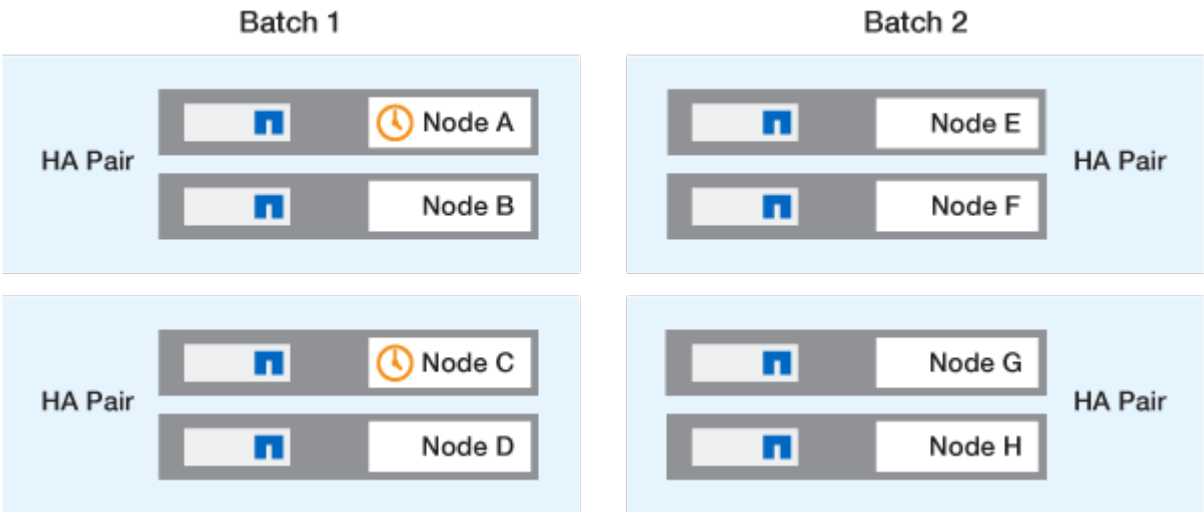 Batch 1
Batch 2
HA Pair
Node A
Node B
Node E
Node F
HA Pair
HA Pair
Node C
Node D
Node G
Node H
HA Pair